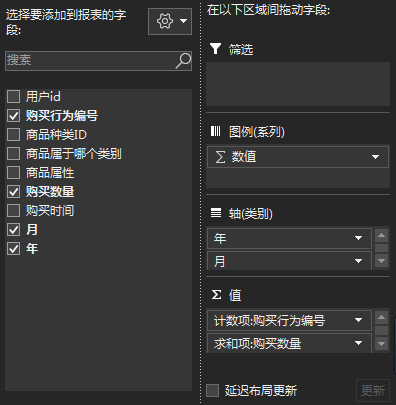 选择要添加到报表的字
段:
搜索
用户id
购买行为编号
商品种类ID
商品属于哪个类别
商品属性
购买数量
购买时间
月
年
在以下区域间拖动字段:
筛选
图例(系列)
Σ 数值
轴(类别)
年
月
Σ 值
计数项:购买行为编号
求和项:购买数量
延迟布局更新
更新